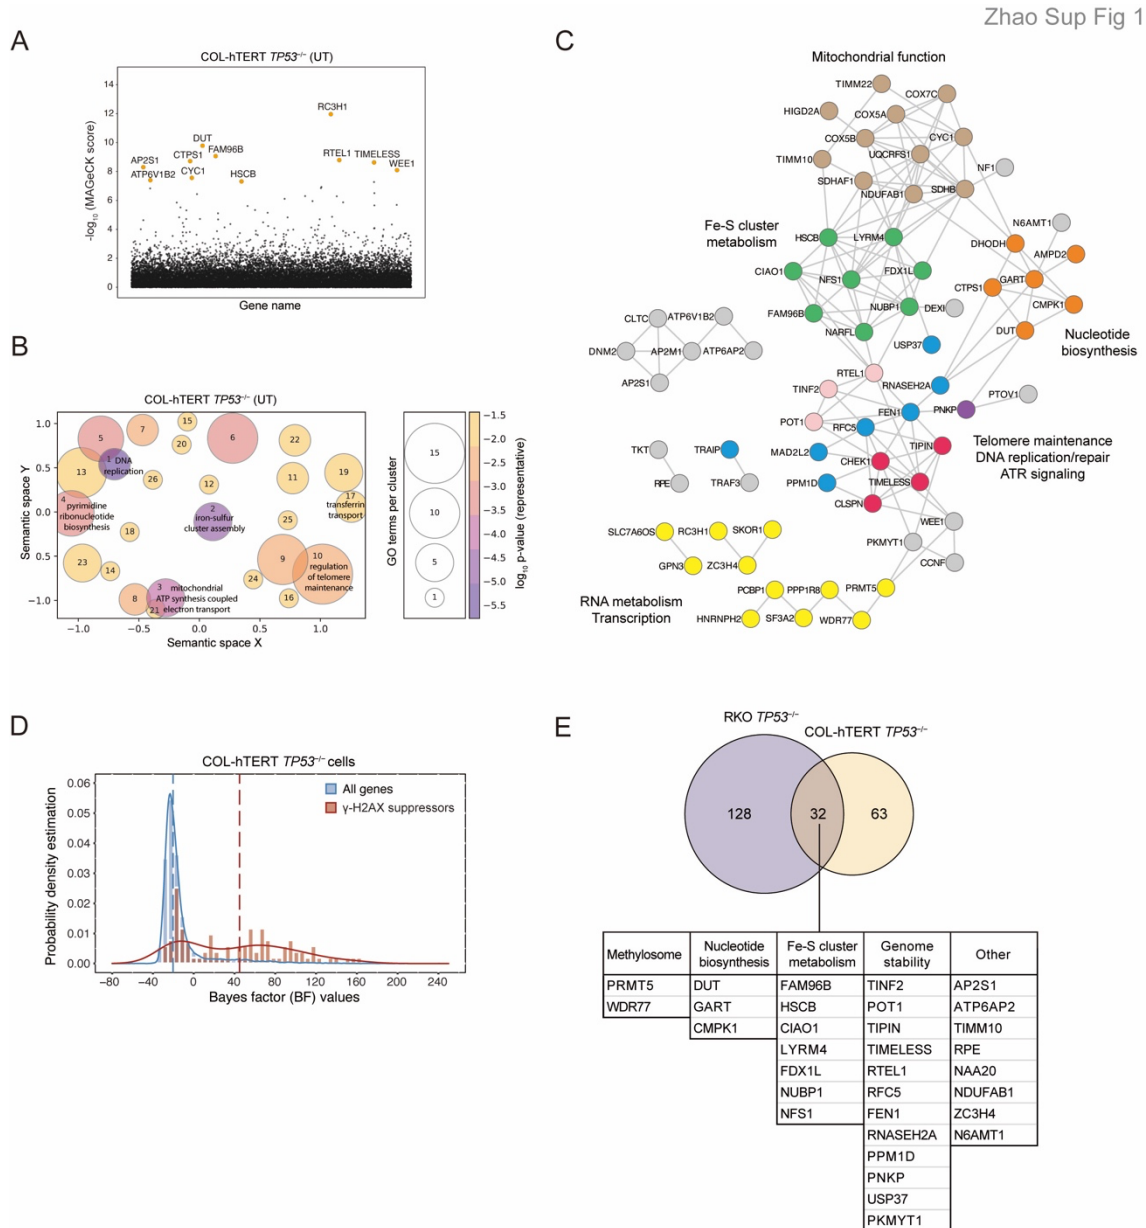 Zhao Sup Fig 1
A
COL-hTERT TP53⁻/⁻ (UT)
-log₁₀ (MAGeCK score)
14
12
10
8
6
4
2
0
RC3H1
DUT
FAM96B
CTPS1
AP2S1
ATP6V1B2
CYC1
HSCB
RTEL1
TIMELESS
WEE1
Gene name
B
COL-hTERT TP53⁻/⁻ (UT)
Semantic space Y
1.0
0.5
0.0
0.5
−1.0
−1.0
−0.5
0.0
0.5
1.0
Semantic space X
5
7
15
20
6
22
1 DNA
replication
13
26
12
11
19
17
transferrin
transport
4
pyrimidine
ribonucleotide
biosynthesis
2
iron-sulfur
cluster assembly
18
25
23
14
9
10
regulation
of telomere
maintenance
24
3 mitochondrial
ATP synthesis coupled
electron transport
8
21
16
GO terms per cluster
15
10
5
1
−1.5
−2.0
−2.5
−3.0
−3.5
−4.0
−4.5
−5.0
−5.5
log₁₀ p-value (representative)
C
Mitochondrial function
TIMM22
COX7C
HIGD2A
COX5A
COX5B
CYC1
UQCRFS1
TIMM10
NF1
SDHAF1
SDHB
NDUFAB1
Fe-S cluster
metabolism
N6AMT1
HSCB
LYRM4
DHODH
AMPD2
CIAO1
NFS1
FDX1L
GART
CTPS1
CMPK1
FAM96B
NUBP1
DEXI
NARFL
DUT
Nucleotide
biosynthesis
CLTC
ATP6V1B2
DNM2
AP2M1
ATP6AP2
AP2S1
USP37
RTEL1
TINF2
RNASEH2A
PTOV1
POT1
FEN1
PNKP
RFC5
Telomere maintenance
DNA replication/repair
ATR signaling
TKT
TRAIP
MAD2L2
CHEK1
TIPIN
RPE
TRAF3
PPM1D
TIMELESS
CLSPN
WEE1
PKMYT1
CCNF
SLC7A6OS
RC3H1
SKOR1
GPN3
ZC3H4
RNA metabolism
Transcription
PCBP1
PPP1R8
PRMT5
HNRNPH2
SF3A2
WDR77
D
COL-hTERT TP53⁻/⁻ cells
Probability density estimation
0.06
0.05
0.04
0.03
0.02
0.01
0.00
All genes
γ-H2AX suppressors
−80
−40
0
40
80
120
160
200
240
Bayes factor (BF) values
E
RKO TP53⁻/⁻
COL-hTERT TP53⁻/⁻
128
32
63
Methylosome
Nucleotide
biosynthesis
Fe-S cluster
metabolism
Genome
stability
Other
PRMT5 DUT FAM96B TINF2 AP2S1
WDR77 GART HSCB POT1 ATP6AP2
CMPK1 CIAO1 TIPIN TIMM10
LYRM4 TIMELESS RPE
FDX1L RTEL1 NAA20
NUBP1 RFC5 NDUFAB1
NFS1 FEN1 ZC3H4
RNASEH2A N6AMT1
PPM1D
PNKP
USP37
PKMYT1